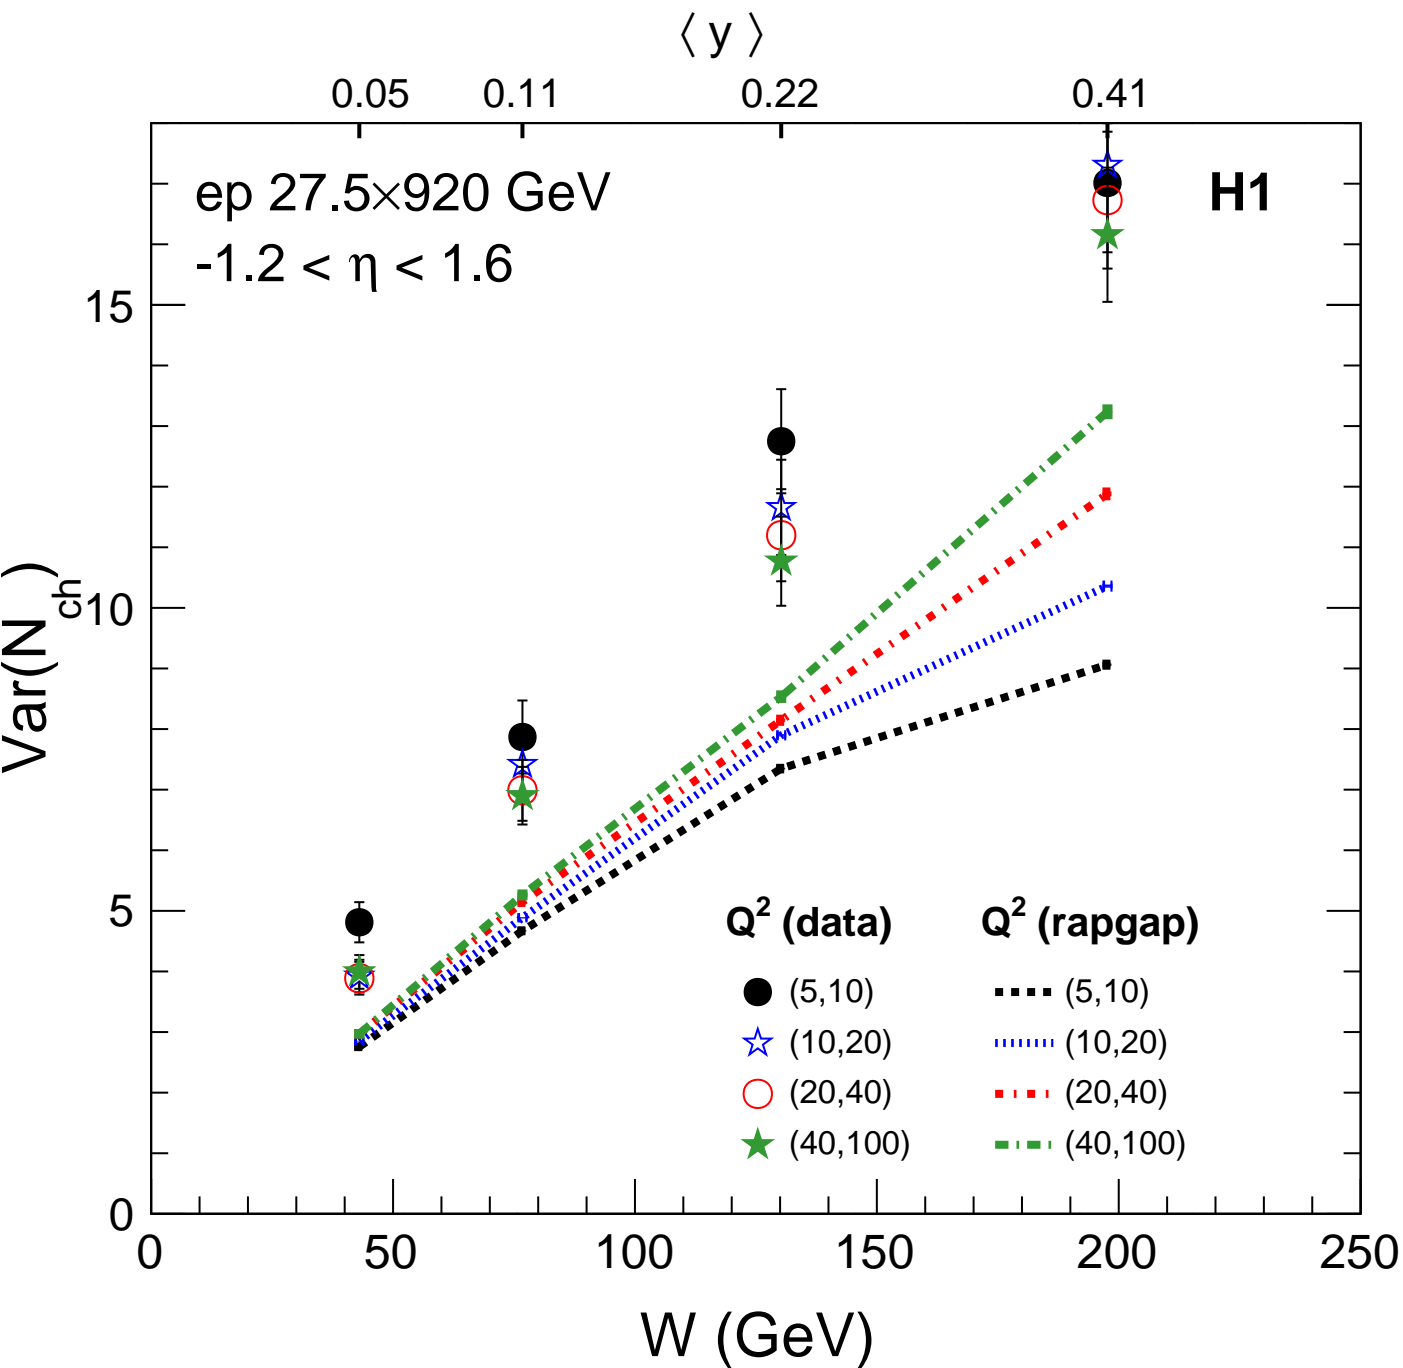 ⟨ y ⟩
0.05 0.11 0.22 0.41
ep 27.5×920 GeV
H1
-1.2 < η < 1.6
15
10
5
0
Var(N_ch)
Q² (data) Q² (rapgap)
(5,10) (5,10)
(10,20) (10,20)
(20,40) (20,40)
(40,100) (40,100)
0 50 100 150 200 250
W (GeV)